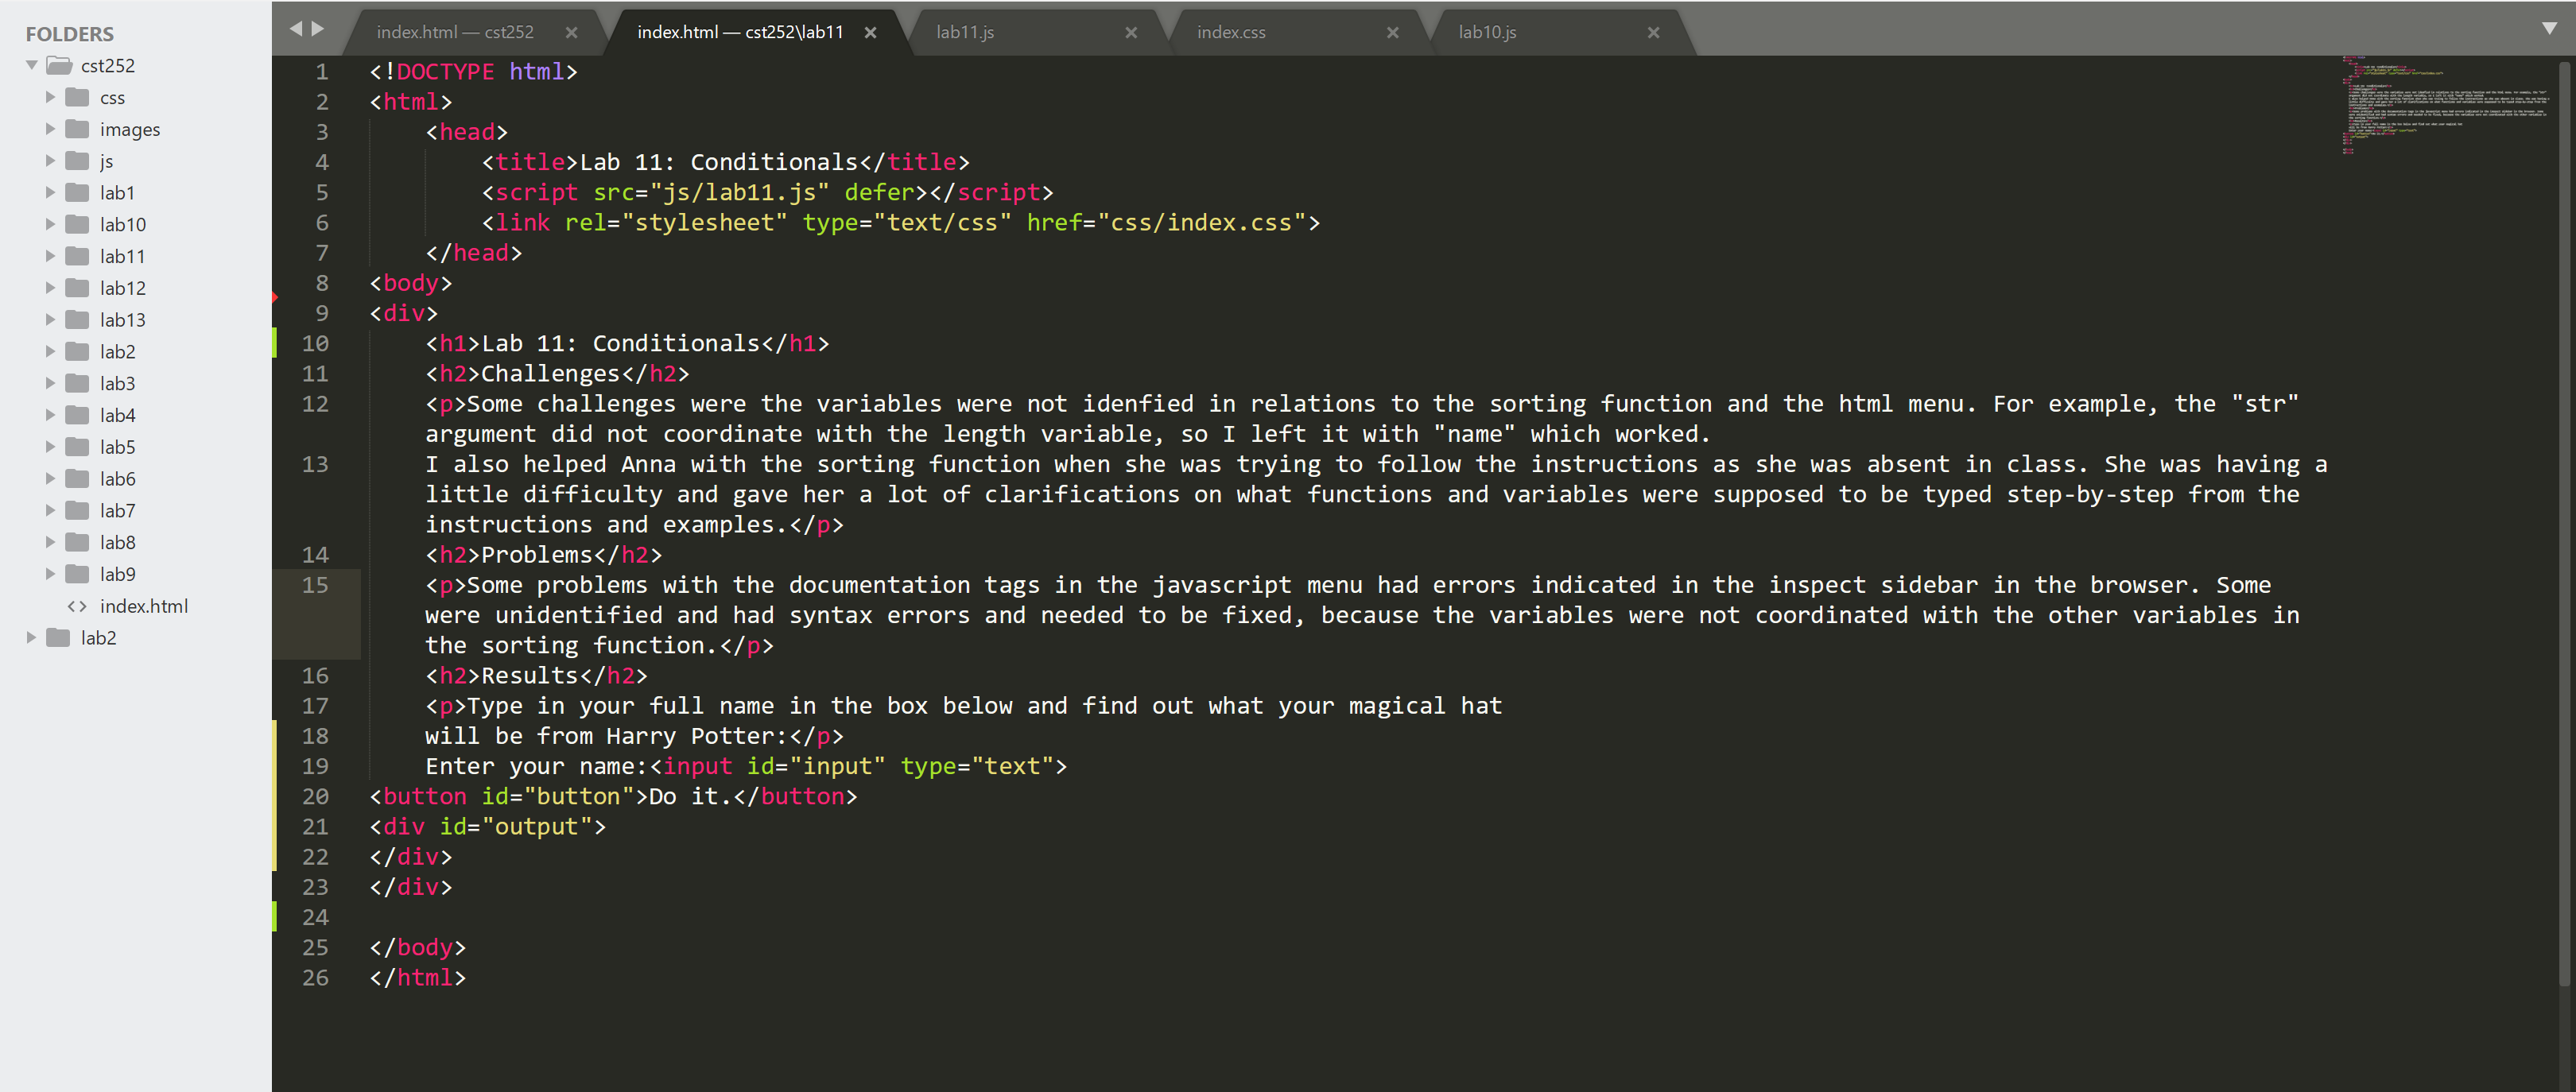 FOLDERS
cst252
css
images
js
lab1
lab10
lab11
lab12
lab13
lab2
lab3
lab4
lab5
lab6
lab7
lab8
lab9
<> index.html
lab2
index.html — cst252 ×
index.html — cst252\lab11 ×
lab11.js ×
index.css ×
lab10.js ×
1 <!DOCTYPE html>
2 <html>
3 <head>
4 <title>Lab 11: Conditionals</title>
5 <script src="js/lab11.js" defer></script>
6 <link rel="stylesheet" type="text/css" href="css/index.css">
7 </head>
8 <body>
9 <div>
10 <h1>Lab 11: Conditionals</h1>
11 <h2>Challenges</h2>
12 <p>Some challenges were the variables were not idenfied in relations to the sorting function and the html menu. For example, the "str"
argument did not coordinate with the length variable, so I left it with "name" which worked.
13 I also helped Anna with the sorting function when she was trying to follow the instructions as she was absent in class. She was having a
little difficulty and gave her a lot of clarifications on what functions and variables were supposed to be typed step-by-step from the
instructions and examples.</p>
14 <h2>Problems</h2>
15 <p>Some problems with the documentation tags in the javascript menu had errors indicated in the inspect sidebar in the browser. Some
were unidentified and had syntax errors and needed to be fixed, because the variables were not coordinated with the other variables in
the sorting function.</p>
16 <h2>Results</h2>
17 <p>Type in your full name in the box below and find out what your magical hat
18 will be from Harry Potter:</p>
19 Enter your name:<input id="input" type="text">
20 <button id="button">Do it.</button>
21 <div id="output">
22 </div>
23 </div>
24
25 </body>
26 </html>